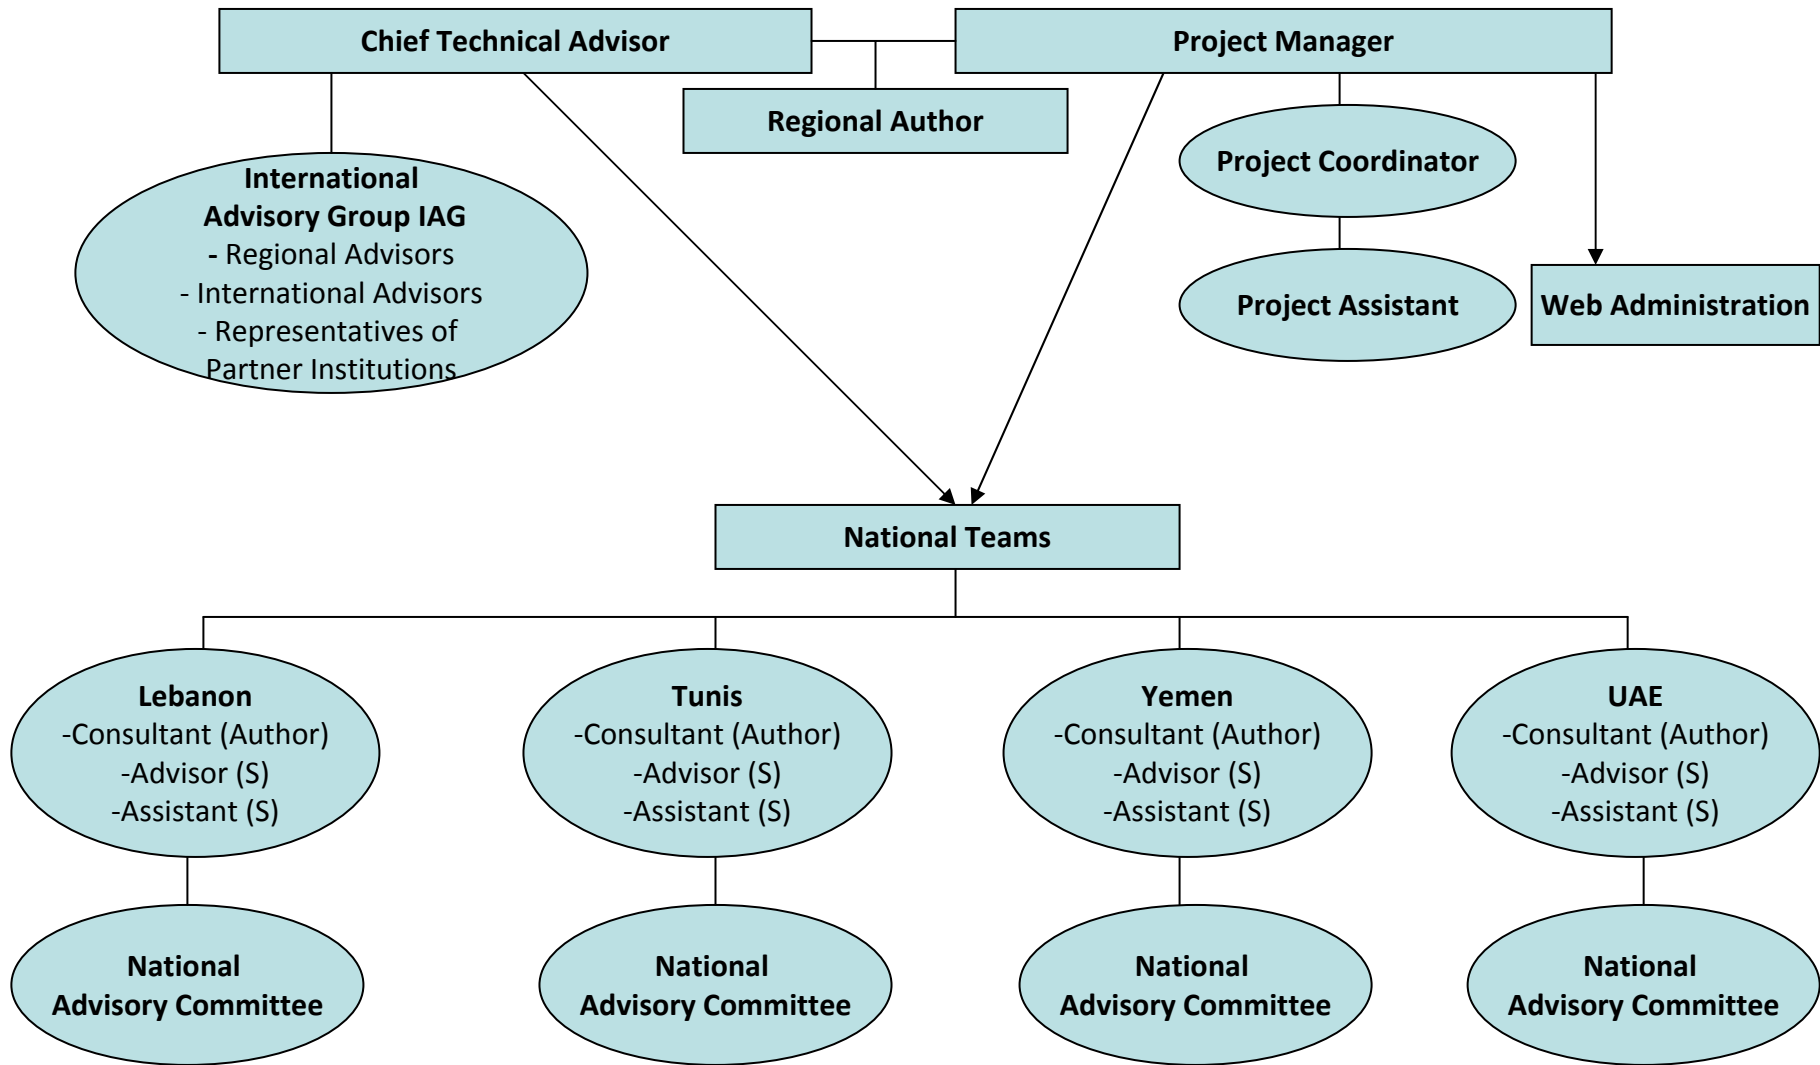 Chief Technical Advisor
Project Manager
Regional Author
International
Advisory Group IAG
- Regional Advisors
- International Advisors
- Representatives of
Partner Institutions
Project Coordinator
Project Assistant
Web Administration
National Teams
Lebanon
-Consultant (Author)
-Advisor (S)
-Assistant (S)
Tunis
-Consultant (Author)
-Advisor (S)
-Assistant (S)
Yemen
-Consultant (Author)
-Advisor (S)
-Assistant (S)
UAE
-Consultant (Author)
-Advisor (S)
-Assistant (S)
National
Advisory Committee
National
Advisory Committee
National
Advisory Committee
National
Advisory Committee